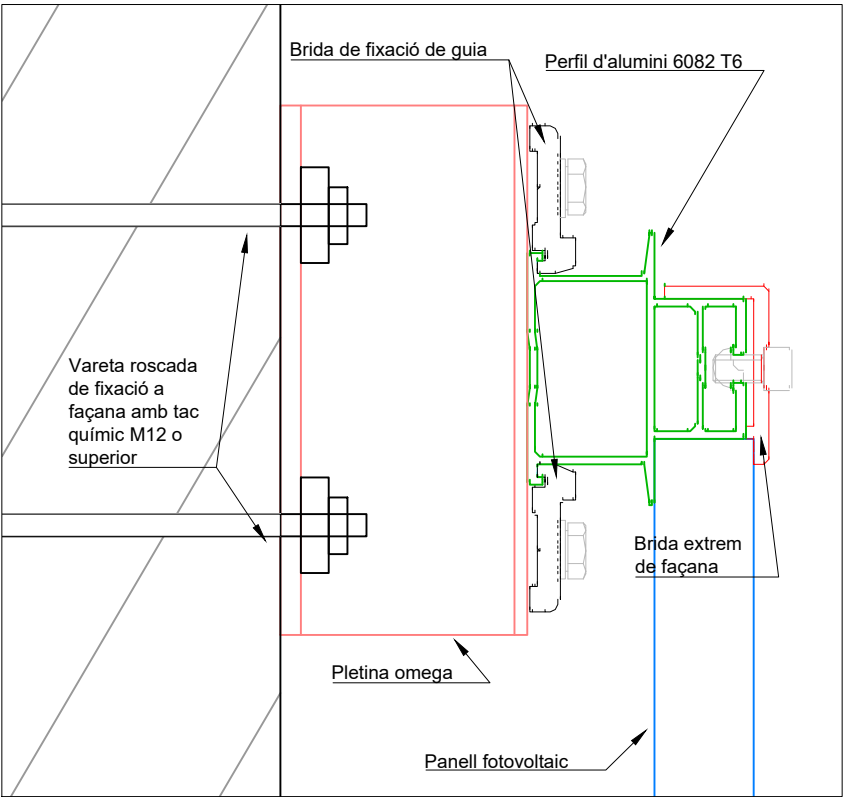 Brida de fixació de guia
Perfil d'alumini 6082 T6
Vareta roscada
de fixació a
façana amb tac
químic M12 o
superior
Brida extrem
de façana
Pletina omega
Panell fotovoltaic